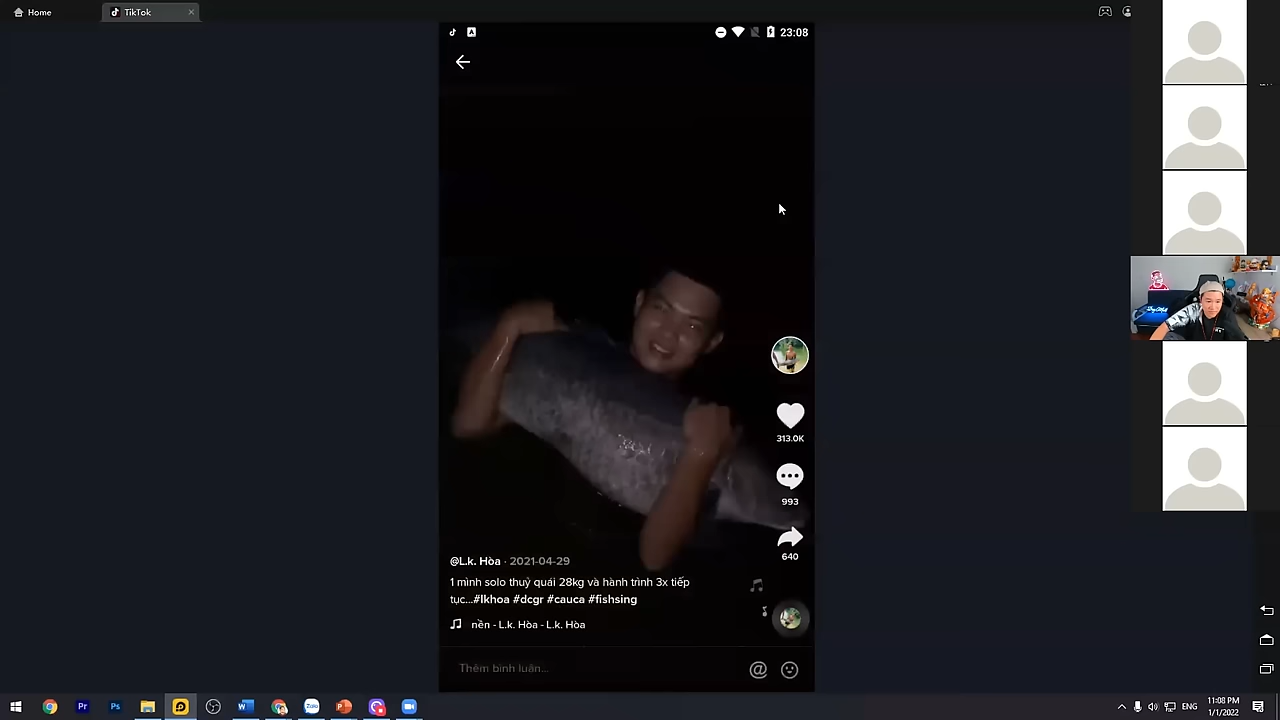 Home
TikTok
23:08
313.0K
993
640
@L.k. Hòa · 2021-04-29
1 mình solo thuỷ quái 28kg và hành trình 3x tiếp
tục...#lkhoa #dcgr #cauca #fishsing
nền - L.k. Hòa - L.k. Hòa
Thêm bình luận...
ENG
11:08 PM
1/1/2022